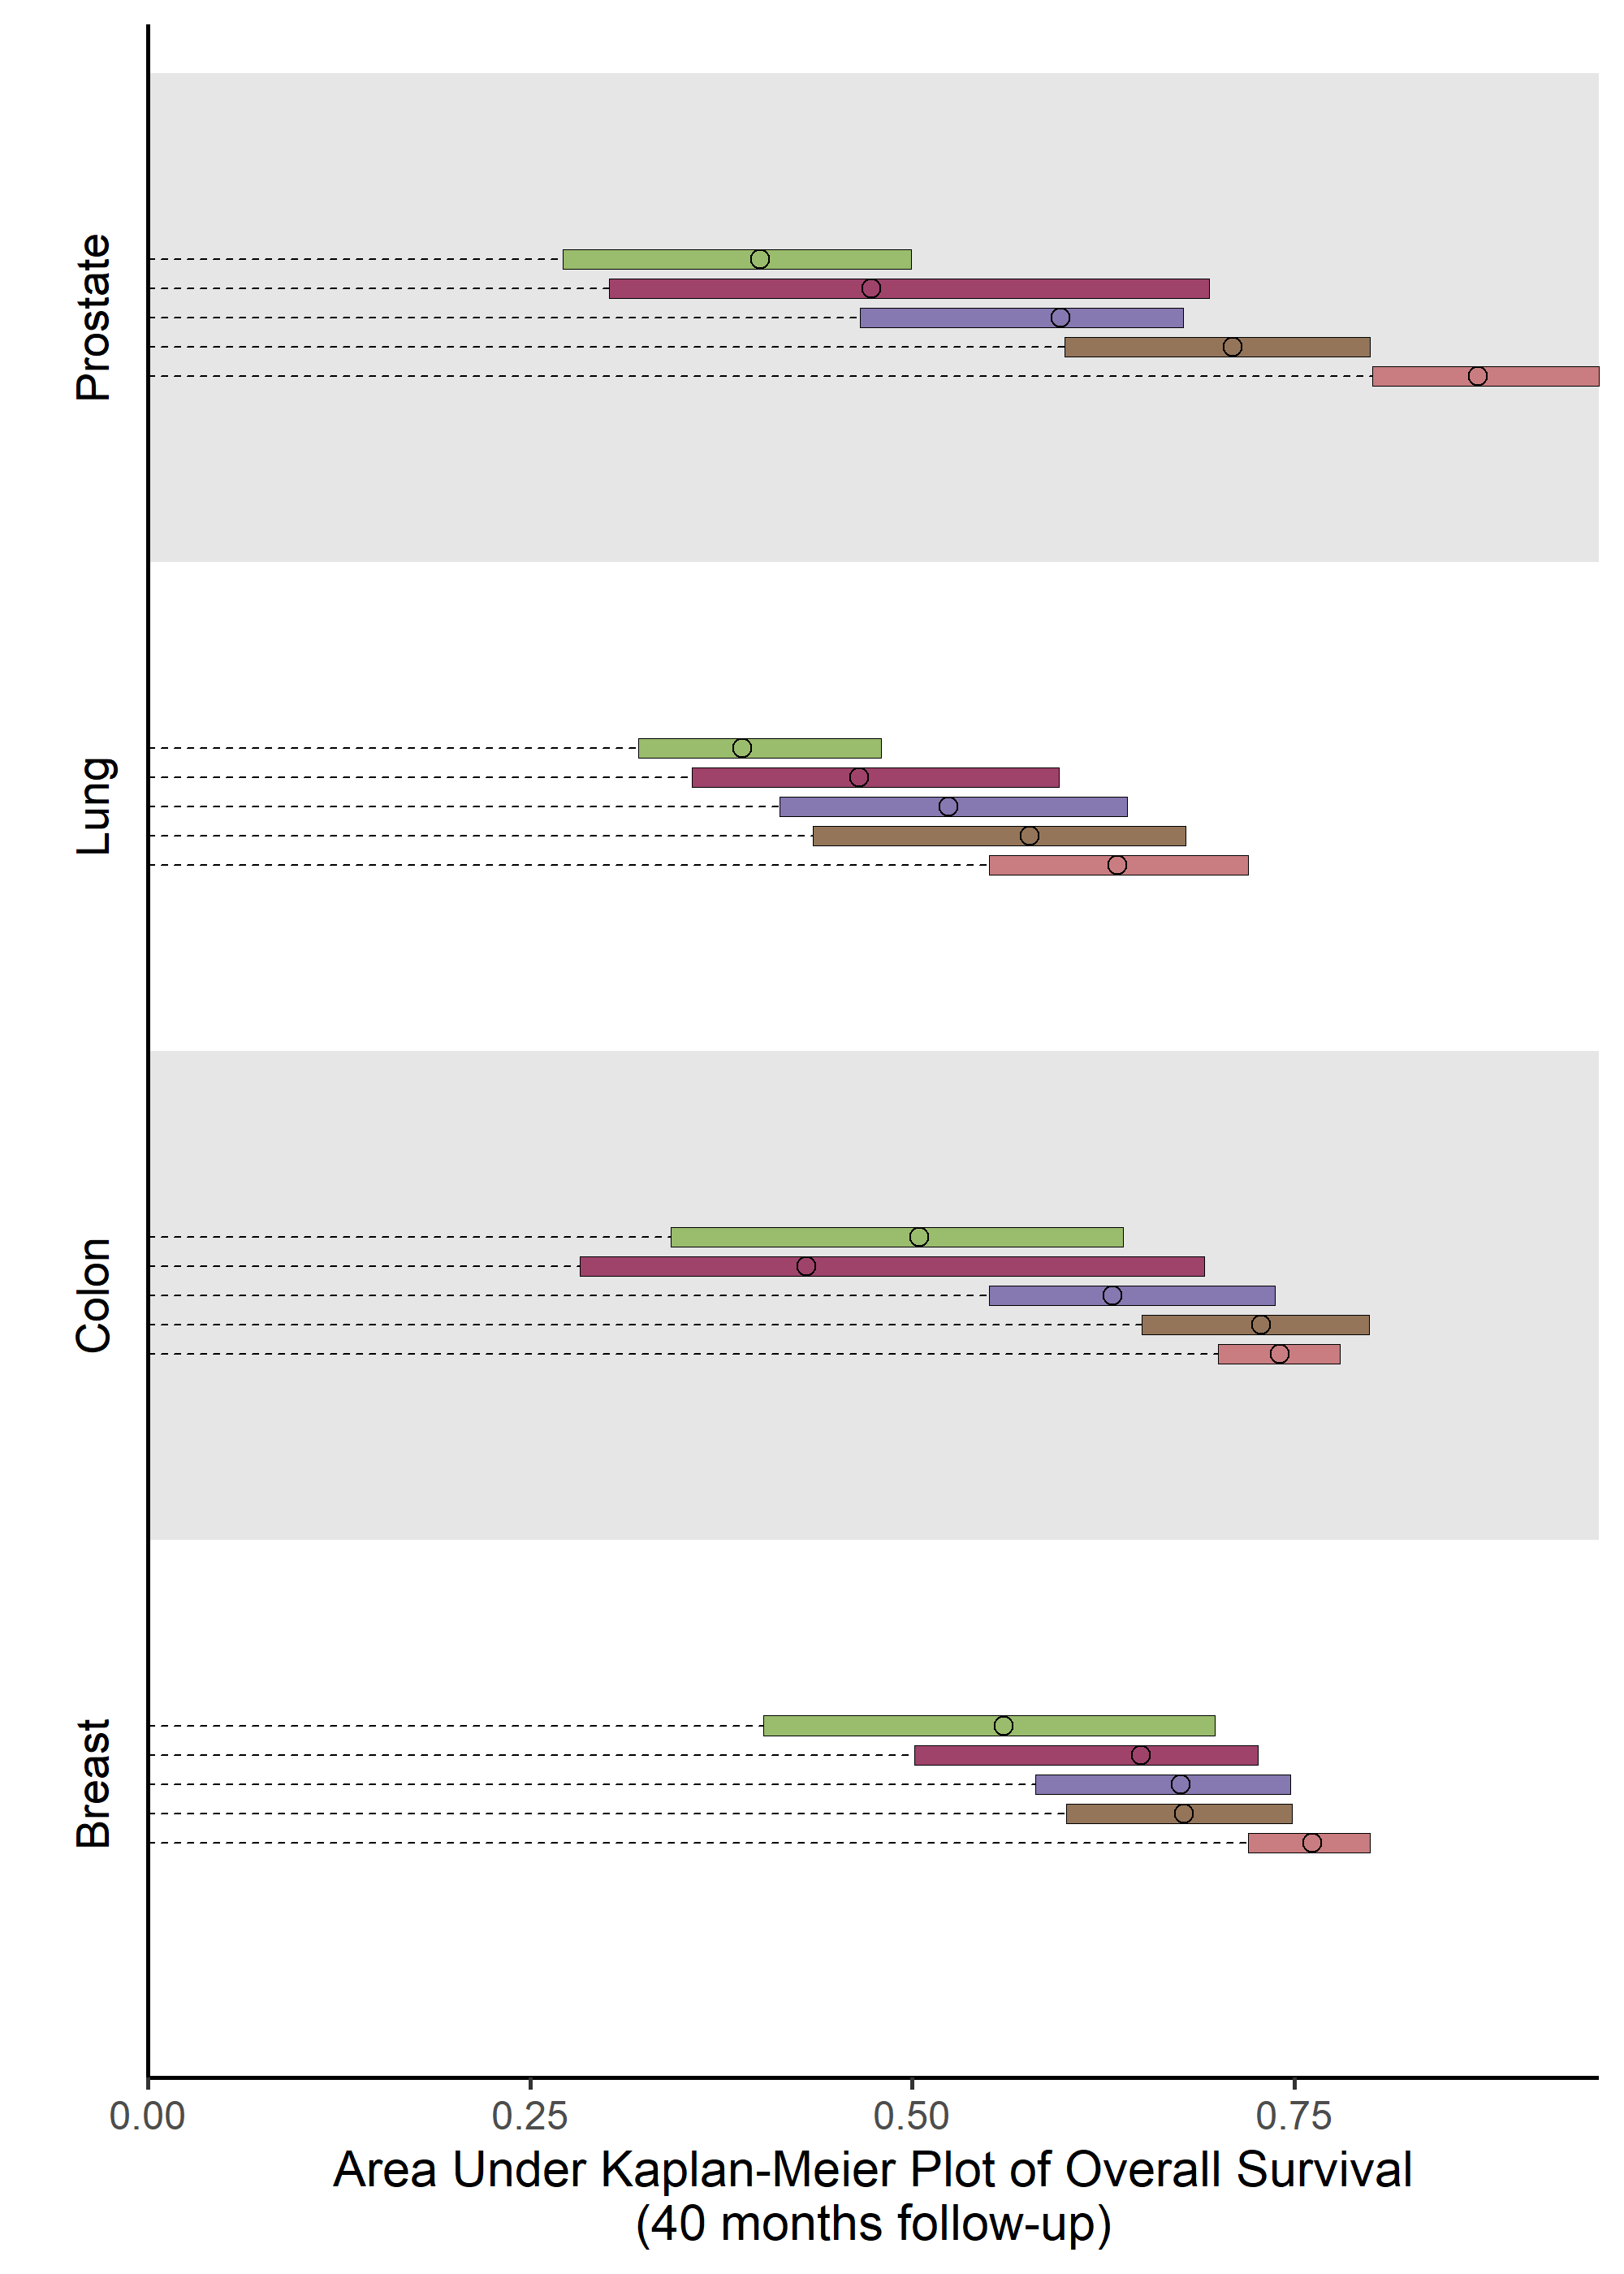 Prostate
Lung
Colon
Breast
0.00 0.25 0.50 0.75
Area Under Kaplan-Meier Plot of Overall Survival
(40 months follow-up)